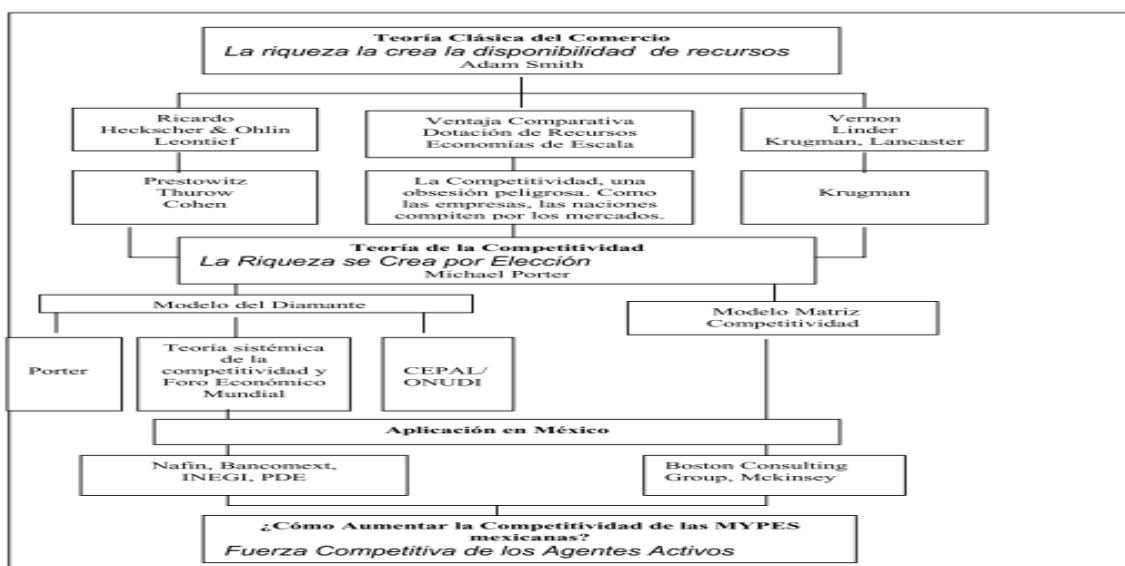 Teoría Clásica del Comercio
La riqueza la crea la disponibilidad de recursos
Adam Smith
Ricardo
Heckscher & Ohlin
Leontief
Ventaja Comparativa
Dotación de Recursos
Economías de Escala
Vernon
Linder
Krugman, Lancaster
Prestowitz
Thurow
Cohen
La Competitividad, una
obsesión peligrosa. Como
las empresas, las naciones
compiten por los mercados.
Krugman
Teoría de la Competitividad
La Riqueza se Crea por Elección
Michael Porter
Modelo del Diamante
Modelo Matriz
Competitividad
Porter
Teoría sistémica
de la
competitividad y
Foro Económico
Mundial
CEPAL/
ONUDI
Aplicación en México
Nafin, Bancomext,
INEGI, PDE
Boston Consulting
Group, Mckinsey
¿Cómo Aumentar la Competitividad de las MYPES
mexicanas?
Fuerza Competitiva de los Agentes Activos